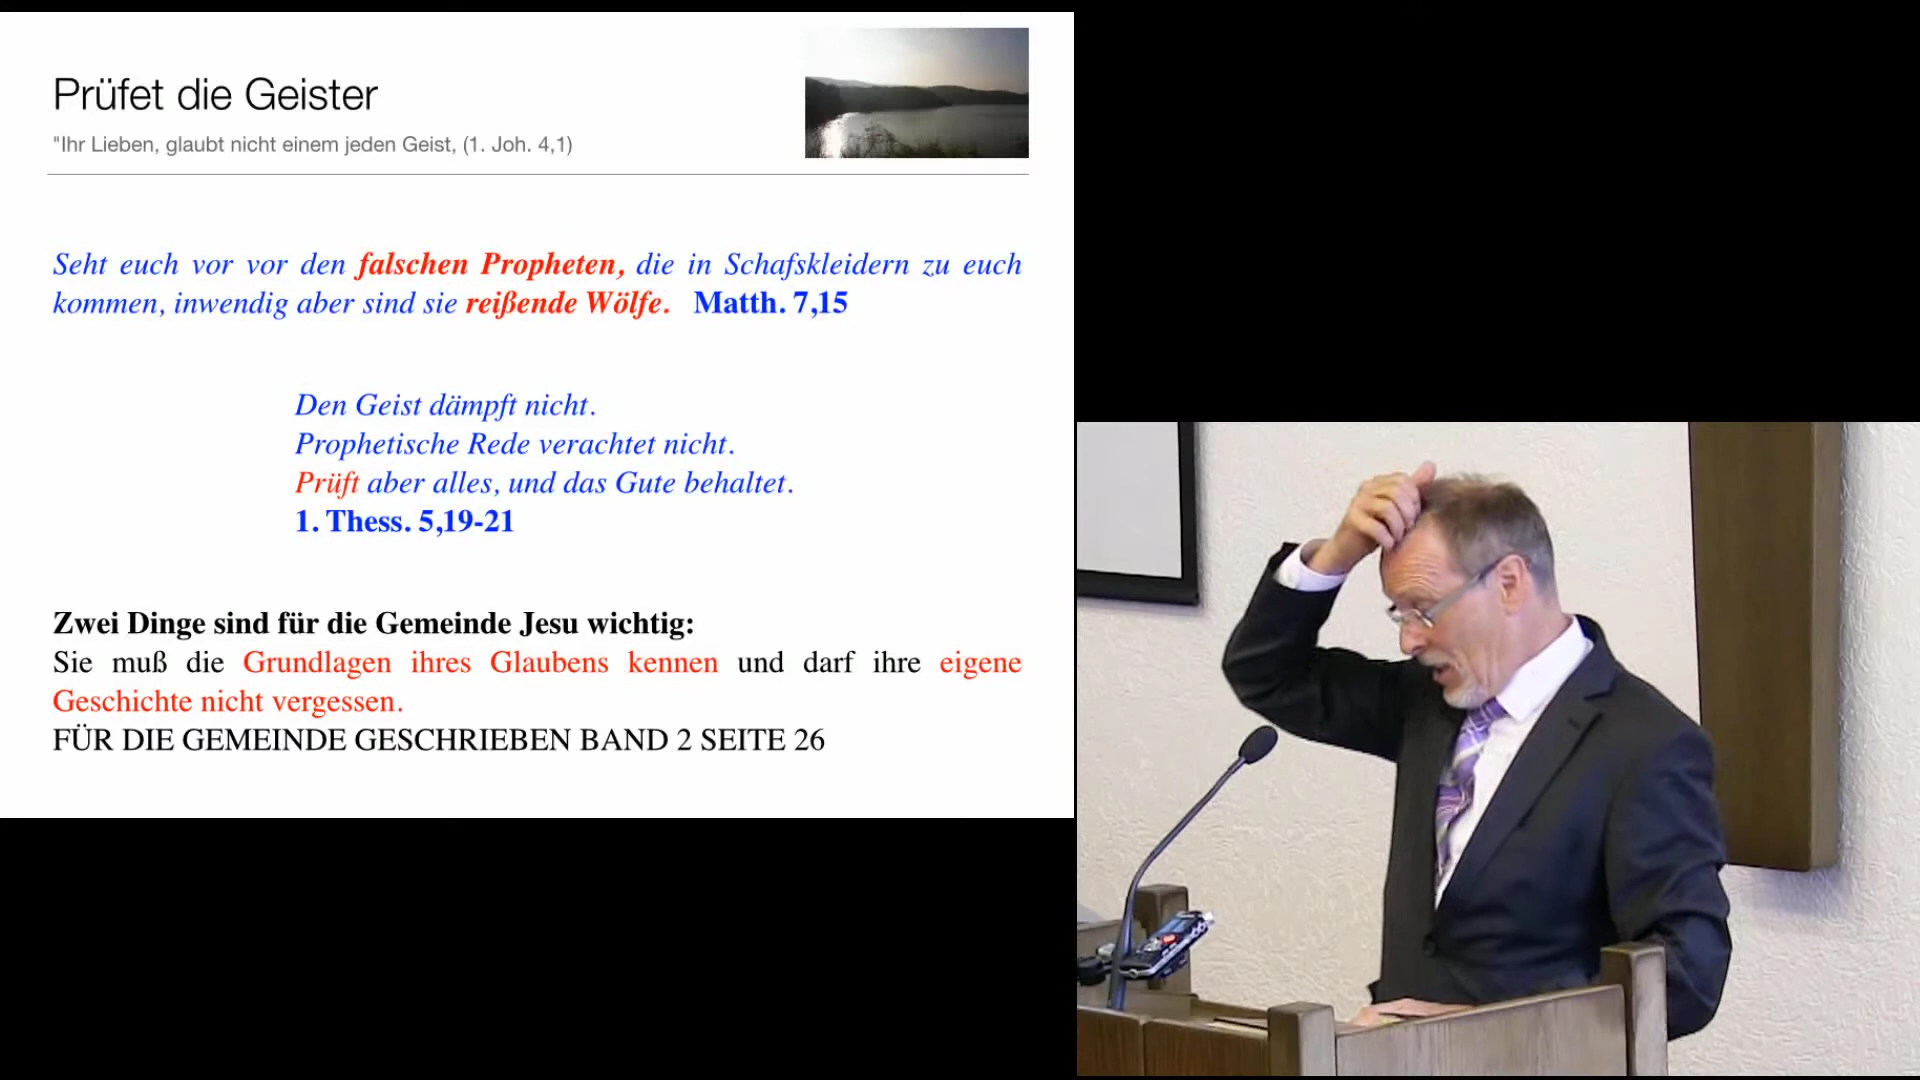 Prüfet die Geister
"Ihr Lieben, glaubt nicht einem jeden Geist, (1. Joh. 4,1)
Seht euch vor vor den falschen Propheten, die in Schafskleidern zu euch
kommen, inwendig aber sind sie reißende Wölfe. Matth. 7,15
Den Geist dämpft nicht.
Prophetische Rede verachtet nicht.
Prüft aber alles, und das Gute behaltet.
1. Thess. 5,19-21
Zwei Dinge sind für die Gemeinde Jesu wichtig:
Sie muß die Grundlagen ihres Glaubens kennen und darf ihre eigene
Geschichte nicht vergessen.
FÜR DIE GEMEINDE GESCHRIEBEN BAND 2 SEITE 26